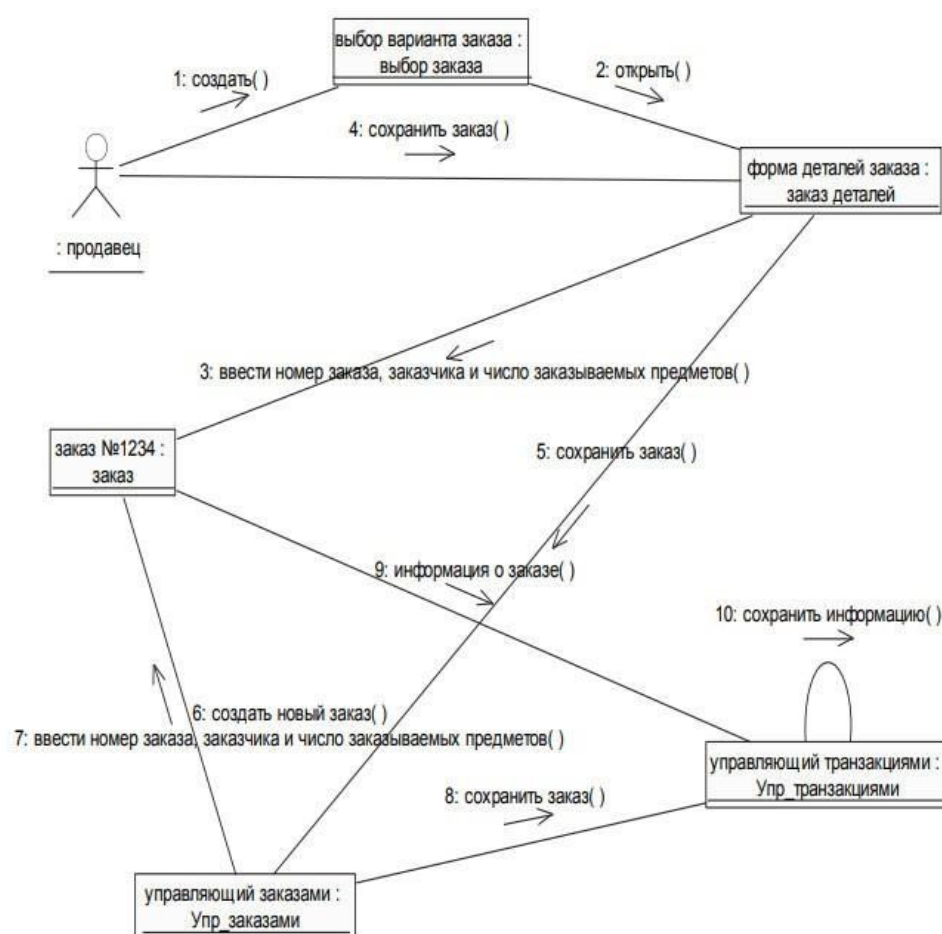 выбор варианта заказа :
выбор заказа
1: создать( )
2: открыть( )
4: сохранить заказ( )
форма деталей заказа :
заказ деталей
: продавец
3: ввести номер заказа, заказчика и число заказываемых предметов( )
заказ №1234 :
заказ
5: сохранить заказ( )
9: информация о заказе( )
10: сохранить информацию( )
6: создать новый заказ( )
7: ввести номер заказа, заказчика и число заказываемых предметов( )
управляющий транзакциями :
Упр_транзакциями
8: сохранить заказ( )
управляющий заказами :
Упр_заказами